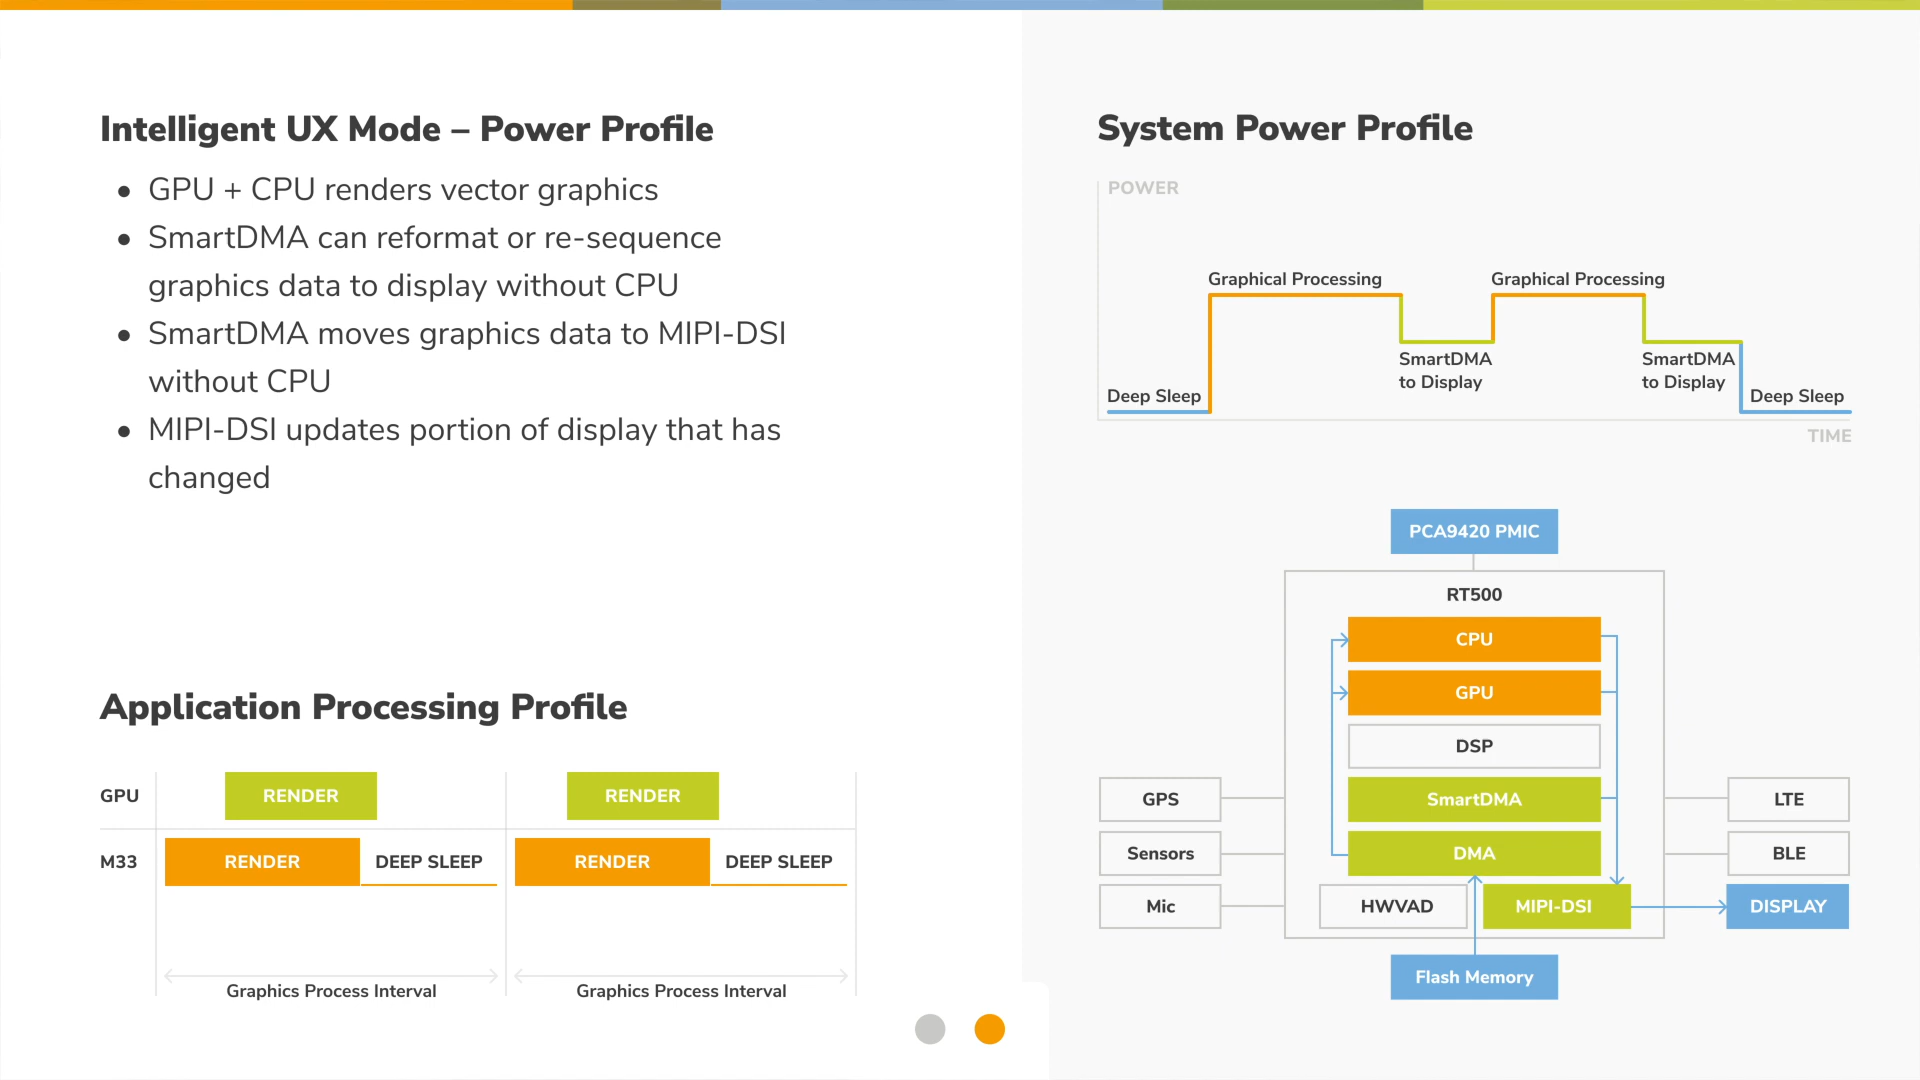 Intelligent UX Mode – Power Profile
• GPU + CPU renders vector graphics
• SmartDMA can reformat or re-sequence
graphics data to display without CPU
• SmartDMA moves graphics data to MIPI-DSI
without CPU
• MIPI-DSI updates portion of display that has
changed
Application Processing Profile
GPU
RENDER
RENDER
M33
RENDER
DEEP SLEEP
RENDER
DEEP SLEEP
Graphics Process Interval
Graphics Process Interval
System Power Profile
POWER
Graphical Processing
Graphical Processing
SmartDMA
to Display
SmartDMA
to Display
Deep Sleep
Deep Sleep
TIME
PCA9420 PMIC
RT500
CPU
GPU
DSP
GPS
SmartDMA
LTE
Sensors
DMA
BLE
Mic
HWVAD
MIPI-DSI
DISPLAY
Flash Memory